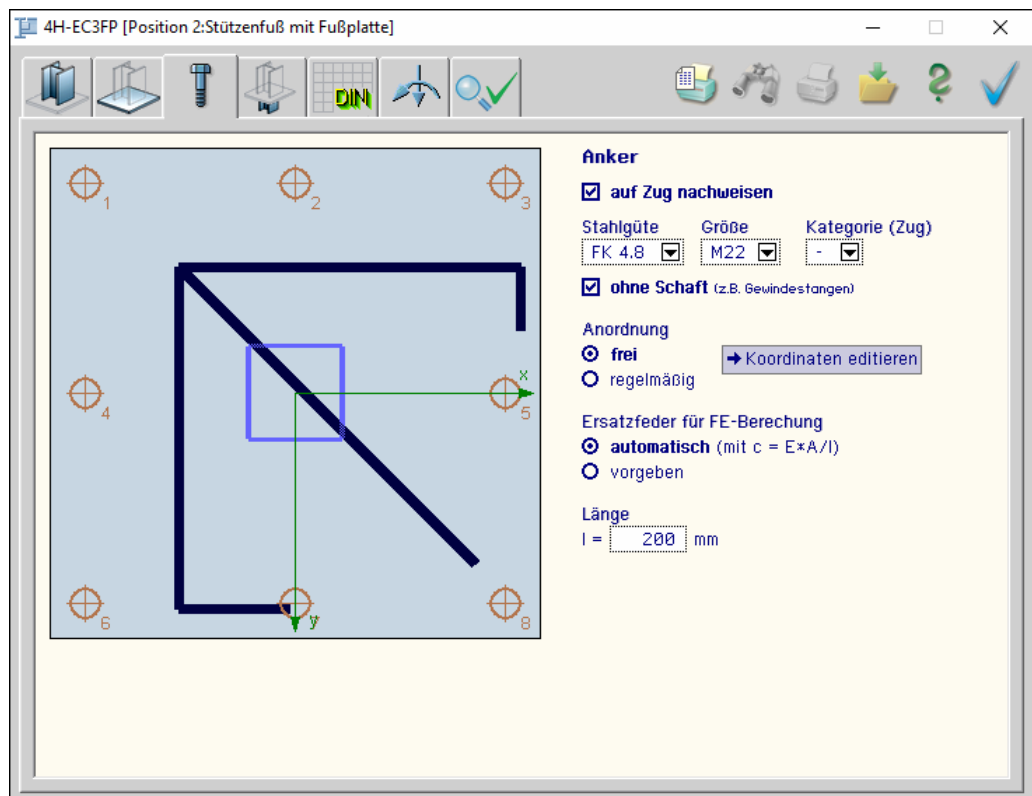 4H-EC3FP [Position 2:Stützenfuß mit Fußplatte]
DIN
Anker
auf Zug nachweisen
Stahlgüte Größe Kategorie (Zug)
FK 4.8 M22 -
ohne Schaft (z.B. Gewindestangen)
Anordnung
frei
Koordinaten editieren
regelmäßig
Ersatzfeder für FE-Berechung
automatisch (mit c = E*A/l)
vorgeben
Länge
l = 200 mm
1
2
3
x
4
5
6
y
8